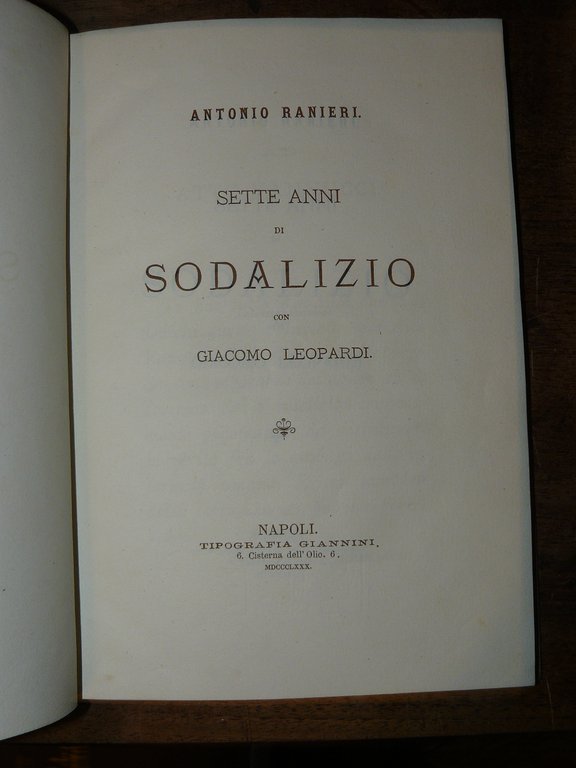 ANTONIO RANIERI.
SETTE ANNI
DI
SODALIZIO
CON
GIACOMO LEOPARDI.
NAPOLI.
TIPOGRAFIA GIANNINI,
6. Cisterna dell' Olio. 6.
MDCCCLXXX.